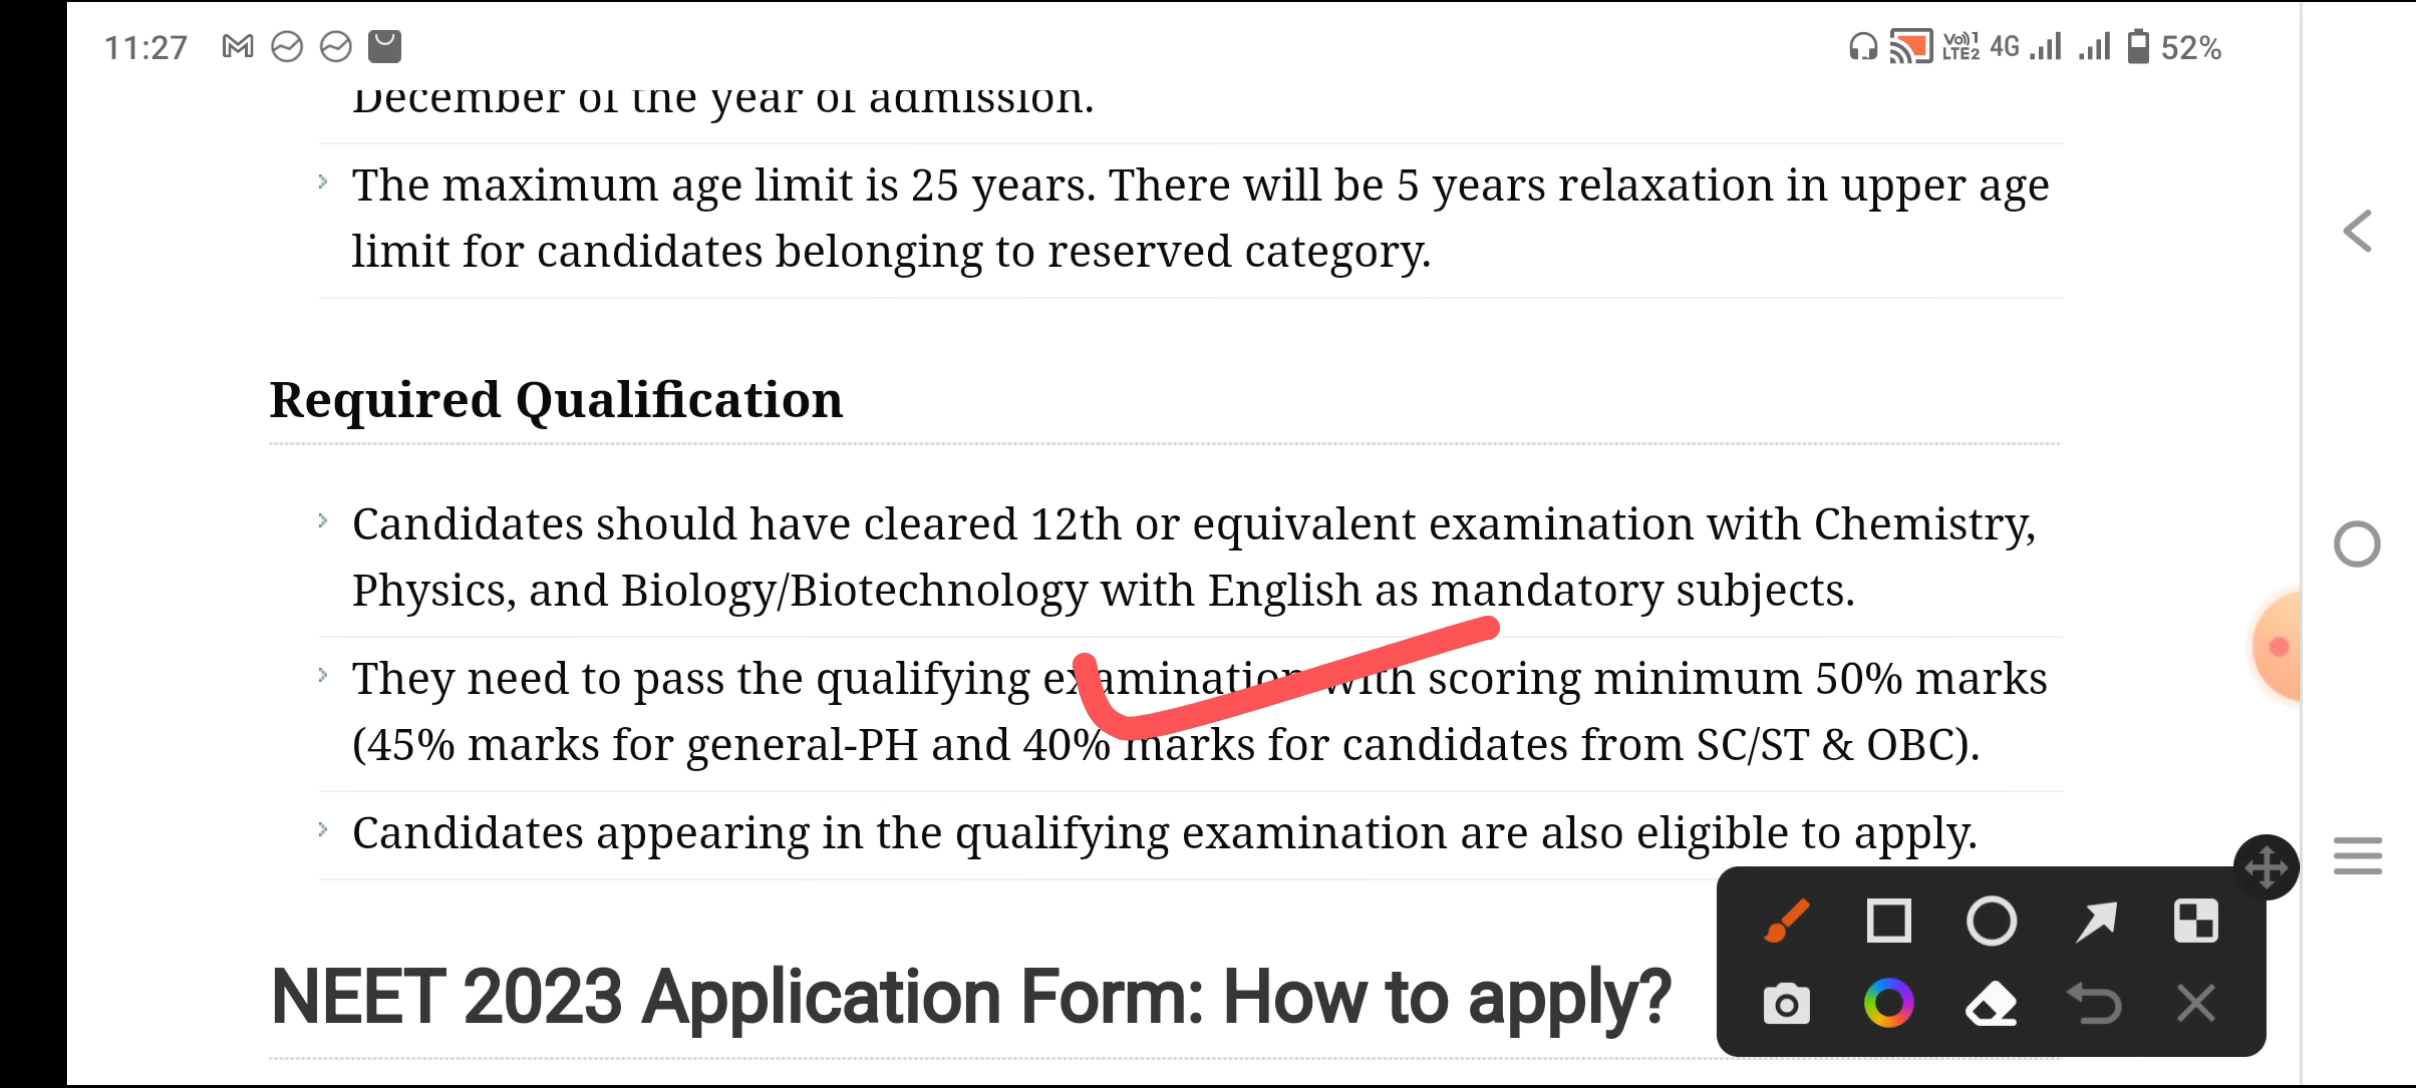 11:27
Vo)) 1
LTE2 4G 52%
December of the year of admission.
The maximum age limit is 25 years. There will be 5 years relaxation in upper age
limit for candidates belonging to reserved category.
Required Qualification
Candidates should have cleared 12th or equivalent examination with Chemistry,
Physics, and Biology/Biotechnology with English as mandatory subjects.
They need to pass the qualifying examination with scoring minimum 50% marks
(45% marks for general-PH and 40% marks for candidates from SC/ST & OBC).
Candidates appearing in the qualifying examination are also eligible to apply.
NEET 2023 Application Form: How to apply?